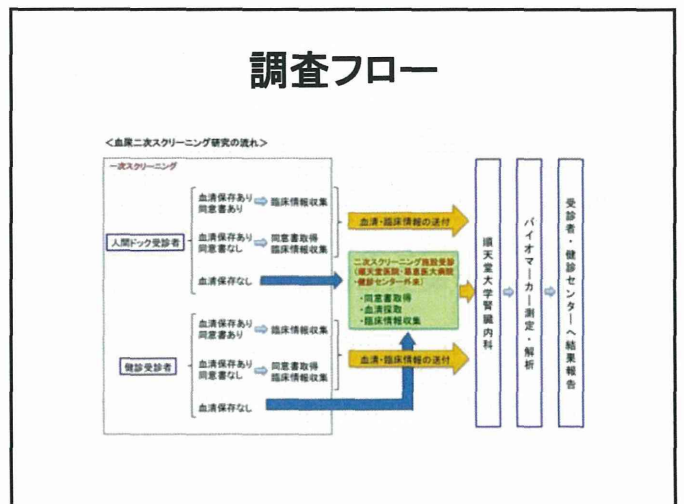 調査フロー
＜血尿二次スクリーニング研究の流れ＞
一次スクリーニング
人間ドック受診者
血清保存あり
同意書あり
臨床情報収集
血清保存あり
同意書なし
同意書取得
臨床情報収集
血清保存なし
健診受診者
血清保存あり
同意書あり
臨床情報収集
血清保存あり
同意書なし
同意書取得
臨床情報収集
血清保存なし
血清・臨床情報の送付
二次スクリーニング施設受診
(順天堂医院・慈恵医大病院
・健診センター外来)
・同意書取得
・血清採取
・臨床情報収集
血清・臨床情報の送付
順天堂大学腎臓内科
バイオマーカー測定・解析
受診者・健診センターへ結果報告